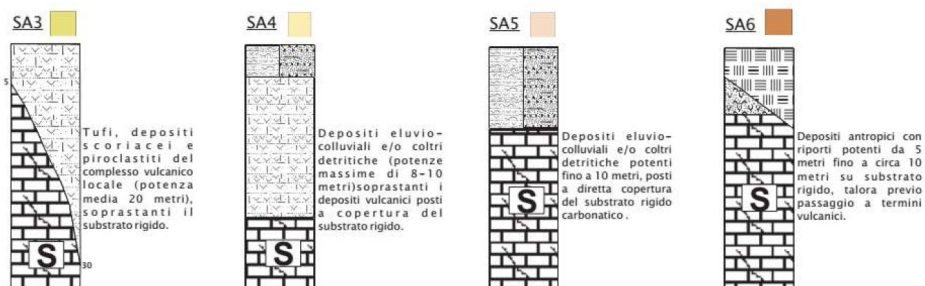 SA3
5
Tufi, depositi
scoriacei e
piroclastiti del
complesso vulcanico
locale (potenza
media 20 metri),
soprastanti il
substrato rigido.
S
30
SA4
Depositi eluvio-
colluviali e/o coltri
detritiche (potenze
massime di 8-10
metri)soprastanti i
depositi vulcanici posti
a copertura del
substrato rigido.
S
SA5
Depositi eluvio-
colluviali e/o coltri
detritiche potenti
fino a 10 metri, posti
a diretta copertura
del substrato rigido
carbonatico .
S
SA6
Depositi antropici con
riporti potenti da 5
metri fino a circa 10
metri su substrato
rigido, talora previo
passaggio a termini
vulcanici.
S